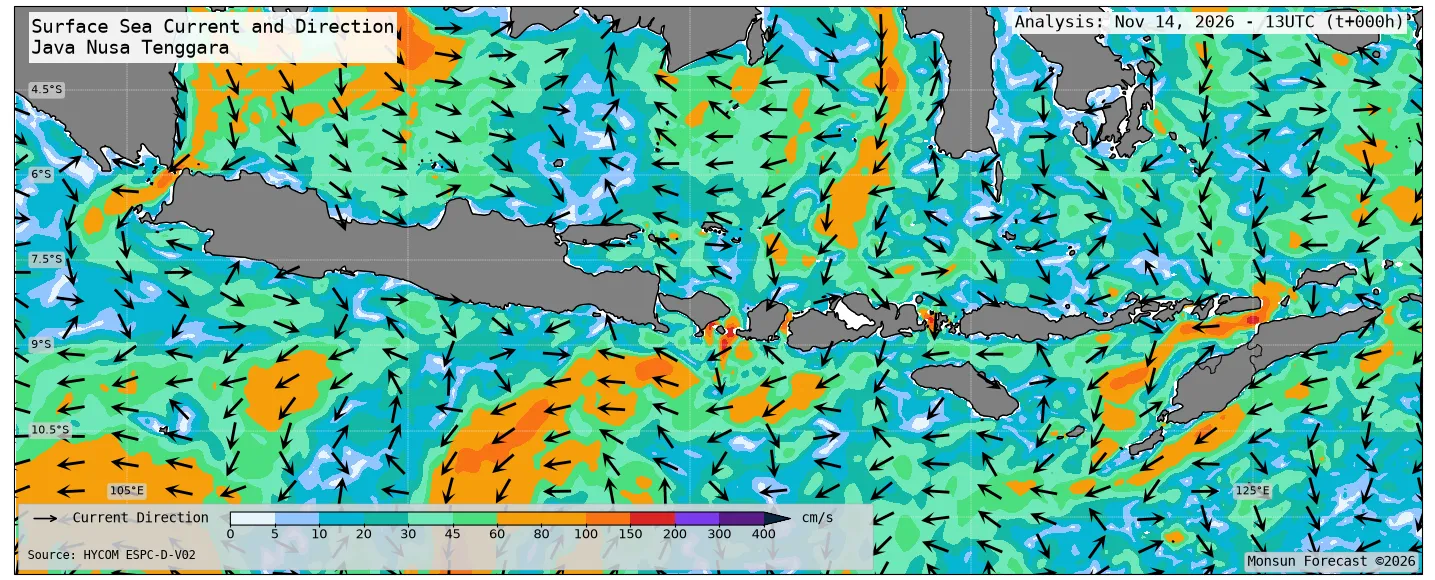 Surface Sea Current and Direction
Java Nusa Tenggara
Analysis: Nov 14, 2026 - 13UTC (t+000h)
4.5°S
6°S
7.5°S
9°S
10.5°S
105°E
125°E
Current Direction
0 5 10 20 30 45 60 80 100 150 200 300 400
cm/s
Source: HYCOM ESPC-D-V02
Monsun Forecast ©2026